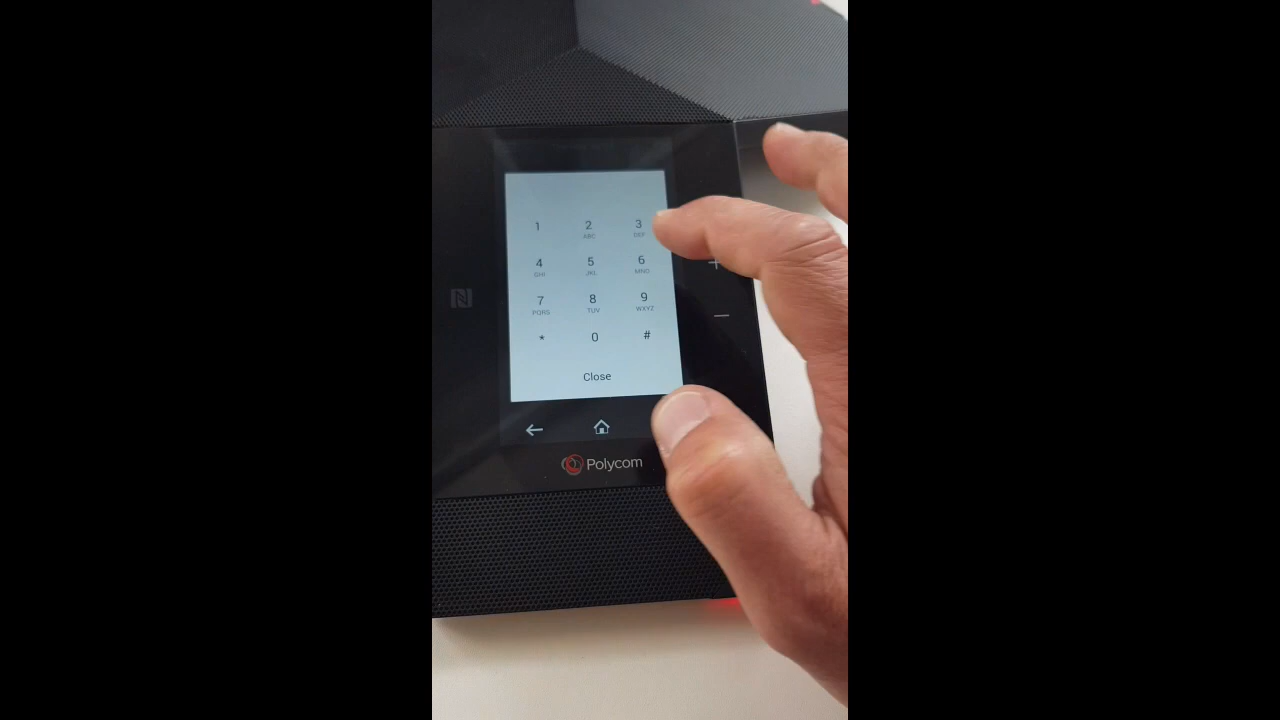 1 2 3
ABC DEF
4 5 6
GHI JKL MNO
7 8 9
PQRS TUV WXYZ
* 0 #
Close
+
−
Polycom